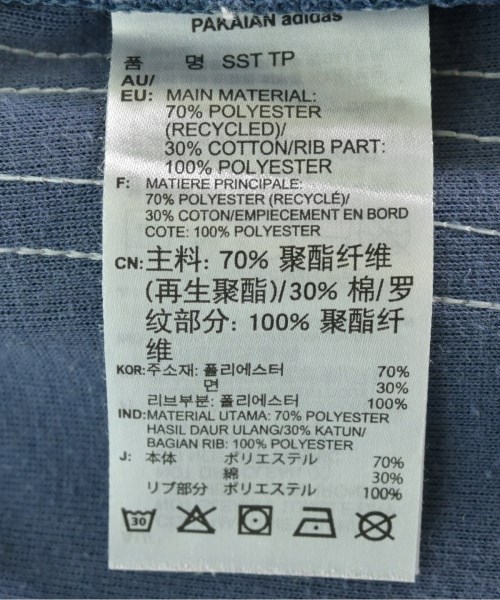 PAKAIAN adidas
품 명 SST TP
AU/
EU: MAIN MATERIAL:
70% POLYESTER
(RECYCLED)/
30% COTTON/RIB PART:
100% POLYESTER
F: MATIERE PRINCIPALE:
70% POLYESTER (RECYCLÉ)/
30% COTON/EMPIECEMENT EN BORD
COTE: 100% POLYESTER
CN: 主料: 70% 聚酯纤维
(再生聚酯)/30% 棉/罗
纹部分: 100% 聚酯纤
维
KOR: 주소재: 폴리에스터 70%
면 30%
리브부분: 폴리에스터 100%
IND: MATERIAL UTAMA: 70% POLYESTER
HASIL DAUR ULANG/30% KATUN/
BAGIAN RIB: 100% POLYESTER
J: 本体 ポリエステル 70%
綿 30%
リブ部分 ポリエステル 100%
30